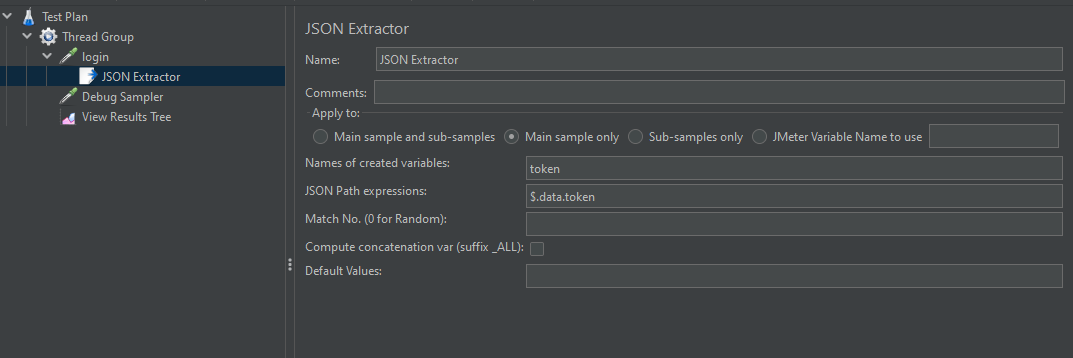 Test Plan
Thread Group
login
JSON Extractor
Debug Sampler
View Results Tree
JSON Extractor
Name: JSON Extractor
Comments:
Apply to:
Main sample and sub-samples Main sample only Sub-samples only JMeter Variable Name to use
Names of created variables: token
JSON Path expressions: $.data.token
Match No. (0 for Random):
Compute concatenation var (suffix _ALL):
Default Values: